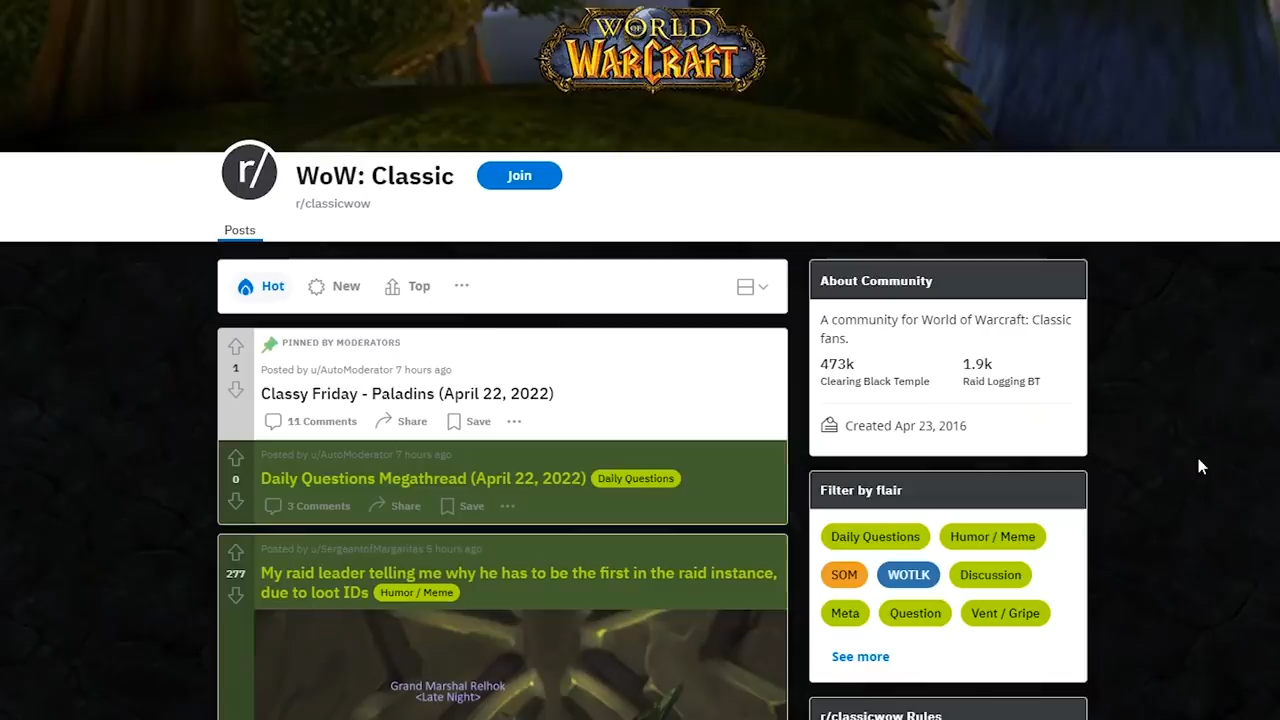 WORLD
OF
WARCRAFT
r/
WoW: Classic
Join
r/classicwow
Posts
Hot
New
Top
PINNED BY MODERATORS
Posted by u/AutoModerator 7 hours ago
1
Classy Friday - Paladins (April 22, 2022)
11 Comments
Share
Save
Posted by u/AutoModerator 7 hours ago
0
Daily Questions Megathread (April 22, 2022) Daily Questions
3 Comments
Share
Save
Posted by u/SergeantofMargaritas 5 hours ago
277
My raid leader telling me why he has to be the first in the raid instance,
due to loot IDs Humor / Meme
Grand Marshal Relhok
<Late Night>
About Community
A community for World of Warcraft: Classic
fans.
473k 1.9k
Clearing Black Temple Raid Logging BT
Created Apr 23, 2016
Filter by flair
Daily Questions Humor / Meme
SOM WOTLK Discussion
Meta Question Vent / Gripe
See more
r/classicwow Rules